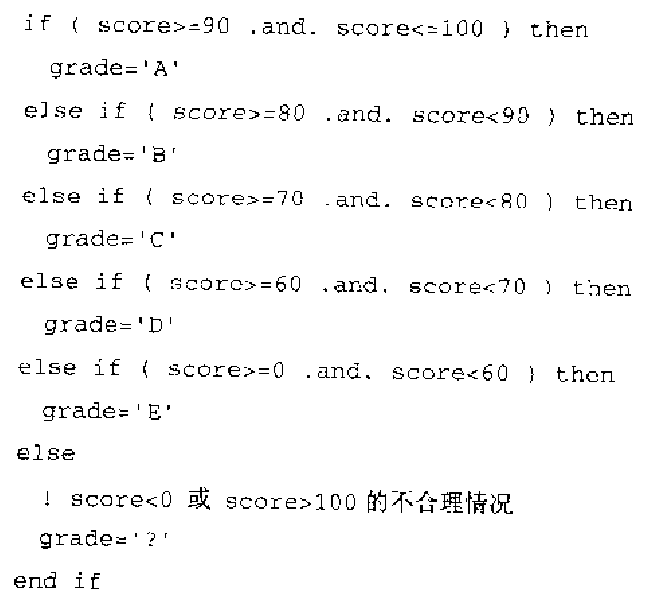 if ( score>=90 .and. score<=100 ) then
grade='A'
else if ( score>=80 .and. score<90 ) then
grade='B'
else if ( score>=70 .and. score<80 ) then
grade='C'
else if ( score>=60 .and. score<70 ) then
grade='D'
else if ( score>=0 .and. score<60 ) then
grade='E'
else
! score<0 或 score>100 的不合理情况
grade='?'
end if